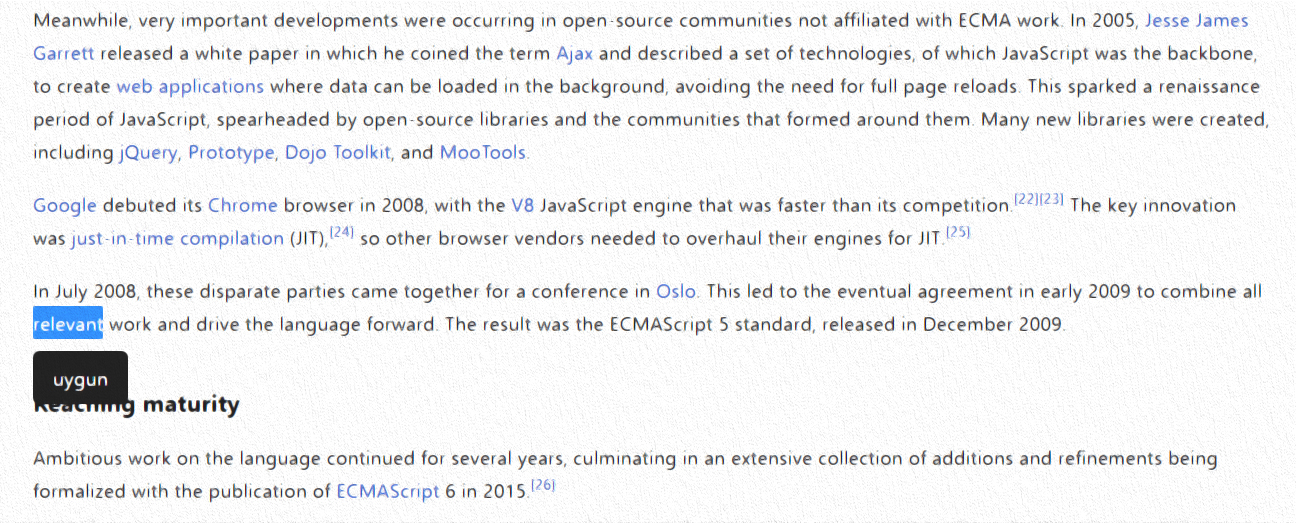 Meanwhile, very important developments were occurring in open-source communities not affiliated with ECMA work. In 2005, Jesse James
Garrett released a white paper in which he coined the term Ajax and described a set of technologies, of which JavaScript was the backbone,
to create web applications where data can be loaded in the background, avoiding the need for full page reloads. This sparked a renaissance
period of JavaScript, spearheaded by open-source libraries and the communities that formed around them. Many new libraries were created,
including jQuery, Prototype, Dojo Toolkit, and MooTools.
Google debuted its Chrome browser in 2008, with the V8 JavaScript engine that was faster than its competition.[22][23] The key innovation
was just-in-time compilation (JIT),[24] so other browser vendors needed to overhaul their engines for JIT.[25]
In July 2008, these disparate parties came together for a conference in Oslo. This led to the eventual agreement in early 2009 to combine all
relevant work and drive the language forward. The result was the ECMAScript 5 standard, released in December 2009.
uygun
Reaching maturity
Ambitious work on the language continued for several years, culminating in an extensive collection of additions and refinements being
formalized with the publication of ECMAScript 6 in 2015.[26]